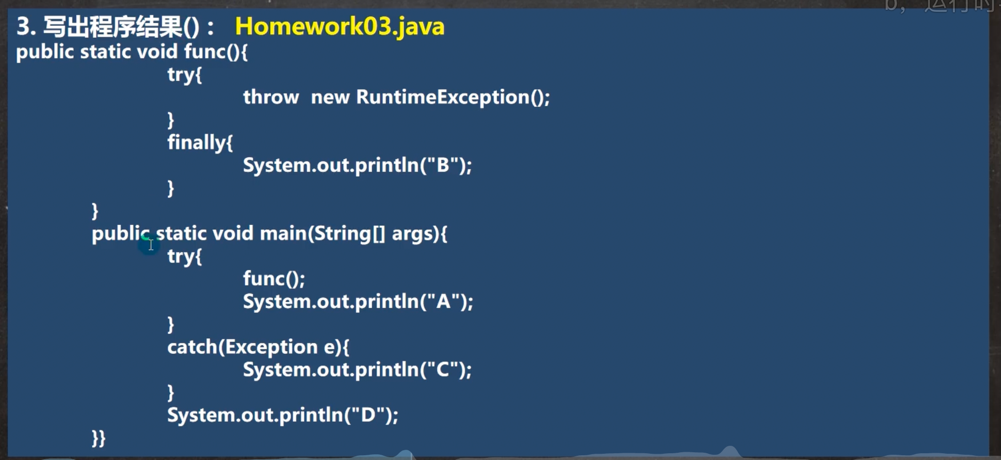 b, 运行时
3. 写出程序结果() : Homework03.java
public static void func(){
try{
throw new RuntimeException();
}
finally{
System.out.println("B");
}
}
public static void main(String[] args){
try{
func();
System.out.println("A");
}
catch(Exception e){
System.out.println("C");
}
System.out.println("D");
}}